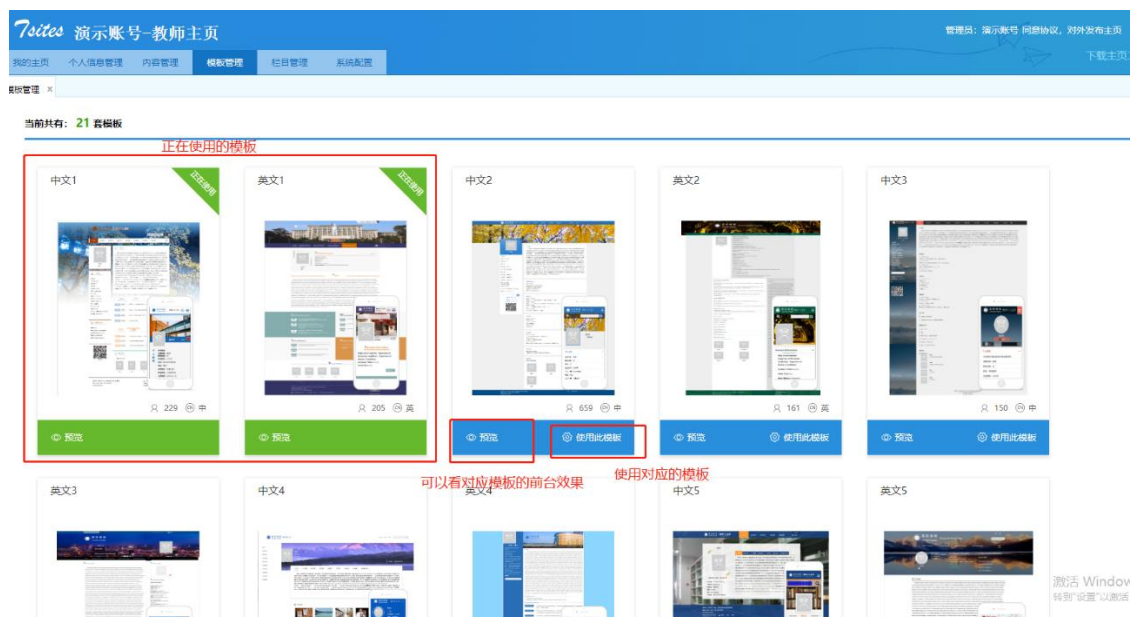 7sites 演示账号-教师主页
管理员：演示账号 同意协议，对外发布主页
下载主页
我的主页 个人信息管理 内容管理 模板管理 栏目管理 系统配置
模板管理 ×
当前共有：21 套模板
正在使用的模板
中文1 正在使用 英文1 正在使用 中文2 英文2 中文3
229 中 205 英 659 中 161 英 150 中
预览 预览 预览 使用此模板 预览 使用此模板 预览 使用此模板
可以看对应模板的前台效果 使用对应的模板
英文3 中文4 英文4 中文5 英文5
激活 Window
转到"设置"以激活